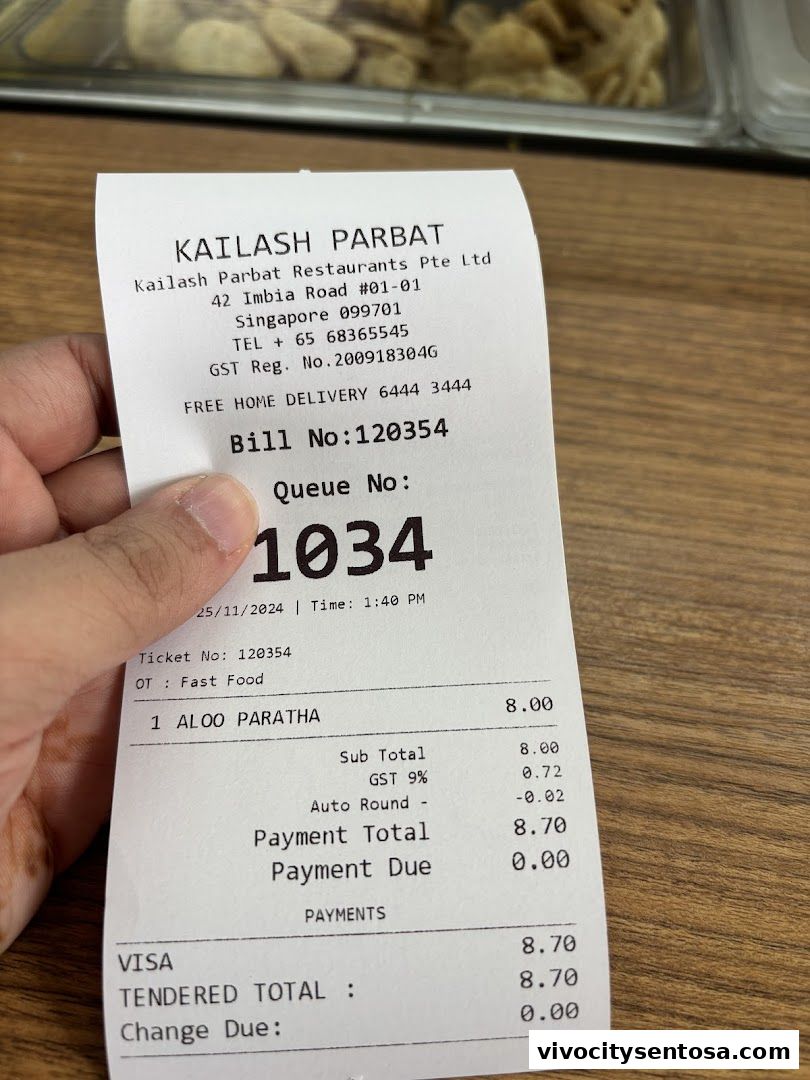 KAILASH PARBAT
Kailash Parbat Restaurants Pte Ltd
42 Imbia Road #01-01
Singapore 099701
TEL + 65 68365545
GST Reg. No.200918304G
FREE HOME DELIVERY 6444 3444
Bill No:120354
Queue No:
1034
25/11/2024 | Time: 1:40 PM
Ticket No: 120354
OT : Fast Food
1 ALOO PARATHA 8.00
Sub Total 8.00
GST 9% 0.72
Auto Round - -0.02
Payment Total 8.70
Payment Due 0.00
PAYMENTS
VISA 8.70
TENDERED TOTAL : 8.70
Change Due: 0.00
vivocitysentosa.com